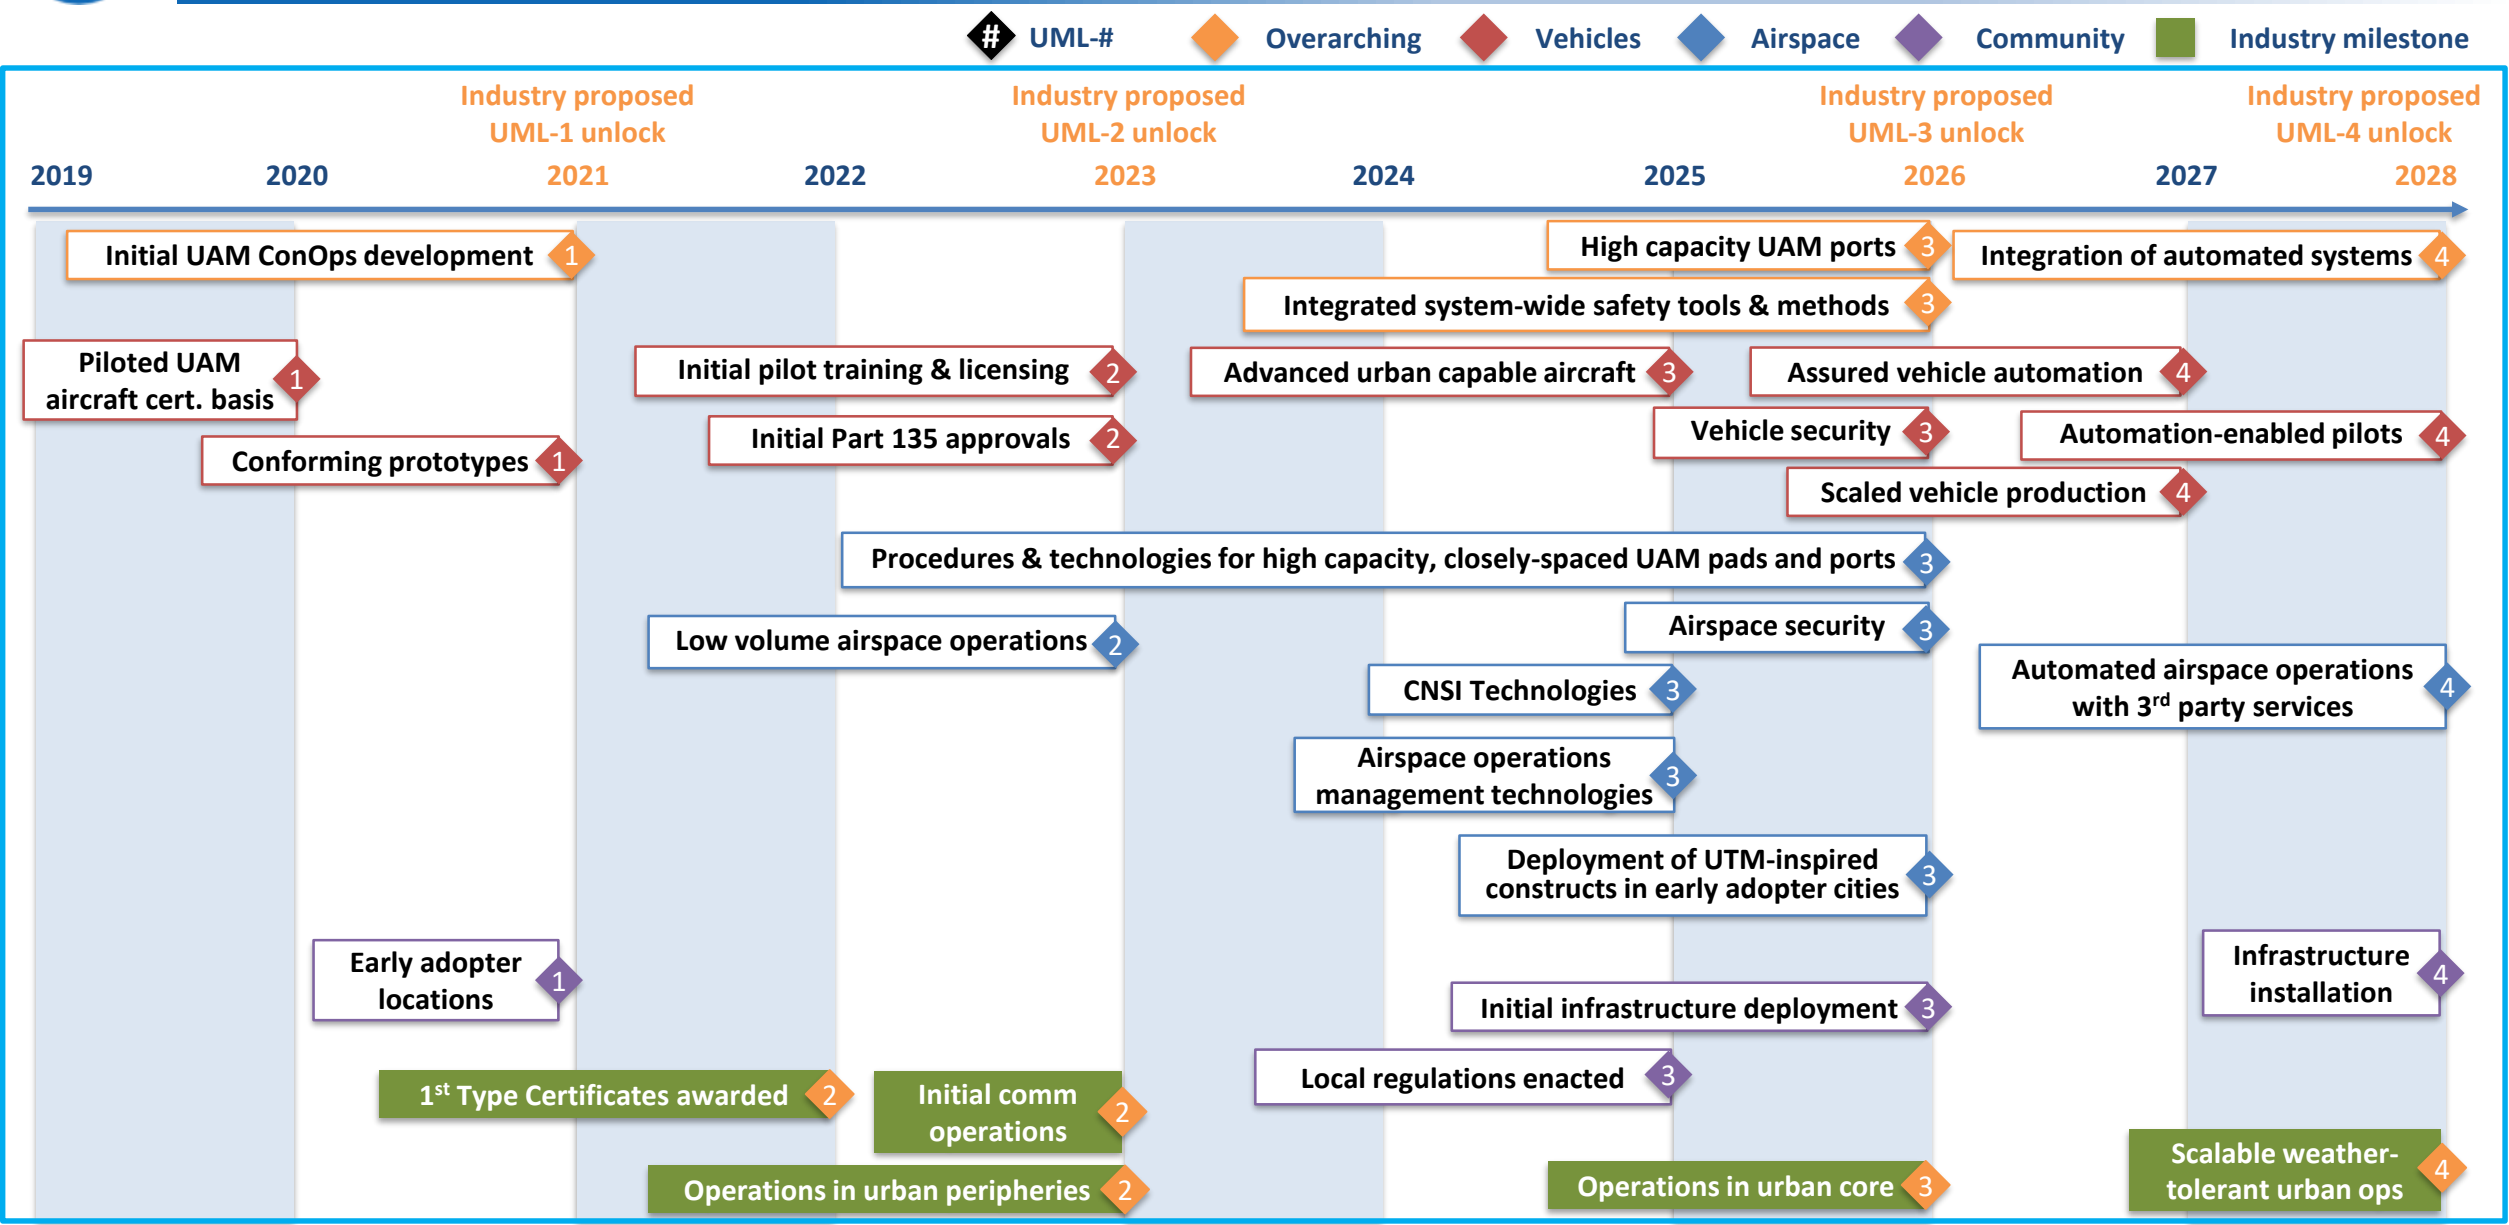 # UML-# Overarching Vehicles Airspace Community Industry milestone
Industry proposed
UML-1 unlock
Industry proposed
UML-2 unlock
Industry proposed
UML-3 unlock
Industry proposed
UML-4 unlock
2019 2020 2021 2022 2023 2024 2025 2026 2027 2028
Initial UAM ConOps development 1
High capacity UAM ports 3
Integration of automated systems 4
Integrated system-wide safety tools & methods 3
Piloted UAM
aircraft cert. basis 1
Initial pilot training & licensing 2
Advanced urban capable aircraft 3
Assured vehicle automation 4
Conforming prototypes 1
Initial Part 135 approvals 2
Vehicle security 3
Automation-enabled pilots 4
Scaled vehicle production 4
Procedures & technologies for high capacity, closely-spaced UAM pads and ports 3
Low volume airspace operations 2
Airspace security 3
CNSI Technologies 3
Automated airspace operations
with 3rd party services 4
Airspace operations
management technologies 3
Deployment of UTM-inspired
constructs in early adopter cities 3
Early adopter
locations 1
Initial infrastructure deployment 3
Infrastructure
installation 4
Local regulations enacted 3
1st Type Certificates awarded 2
Initial comm
operations 2
Operations in urban peripheries 2
Operations in urban core 3
Scalable weather-
tolerant urban ops 4